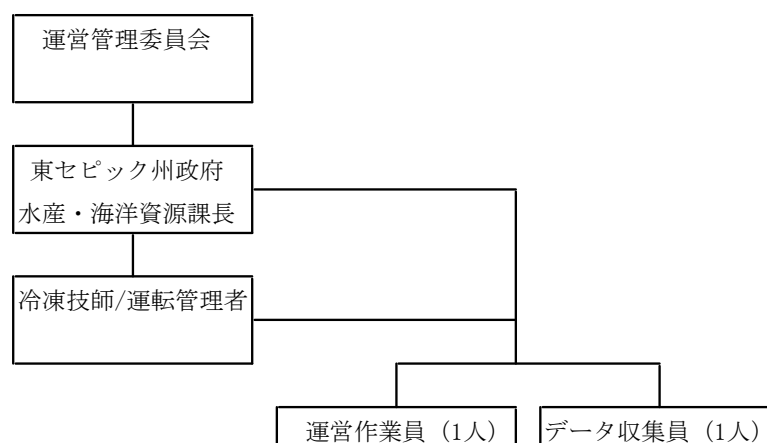 運営管理委員会
東セピック州政府
水産・海洋資源課長
冷凍技師/運転管理者
運営作業員（1人）
データ収集員（1人）